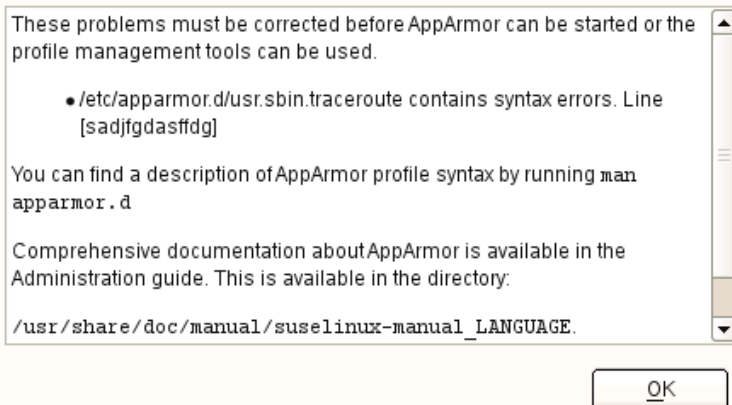 These problems must be corrected before AppArmor can be started or the
profile management tools can be used.
• /etc/apparmor.d/usr.sbin.traceroute contains syntax errors. Line
[sadjfgdasffdg]
You can find a description of AppArmor profile syntax by running man
apparmor.d
Comprehensive documentation about AppArmor is available in the
Administration guide. This is available in the directory:
/usr/share/doc/manual/suselinux-manual_LANGUAGE.
OK